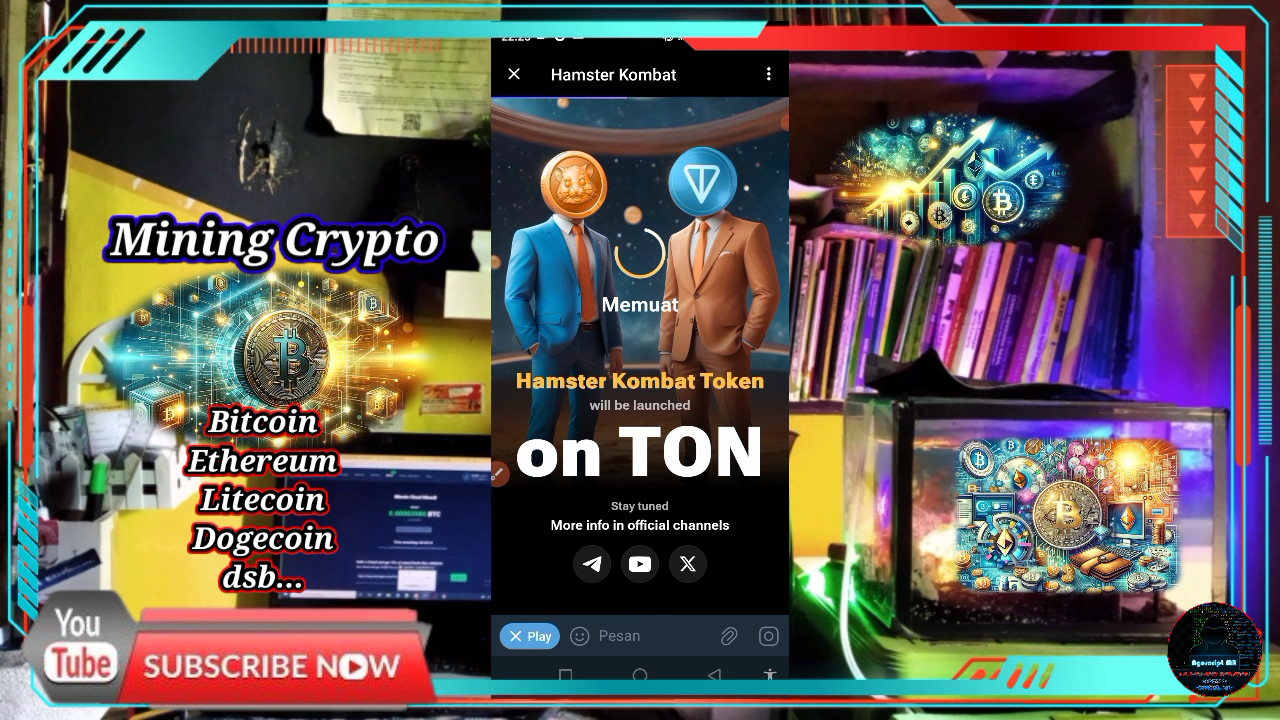 Hamster Kombat
Mining Crypto
Memuat
Hamster Kombat Token
will be launched
on TON
Bitcoin
Ethereum
Litecoin
Dogecoin
dsb...
Stay tuned
More info in official channels
Play
Pesan
You
Tube
SUBSCRIBE NOW